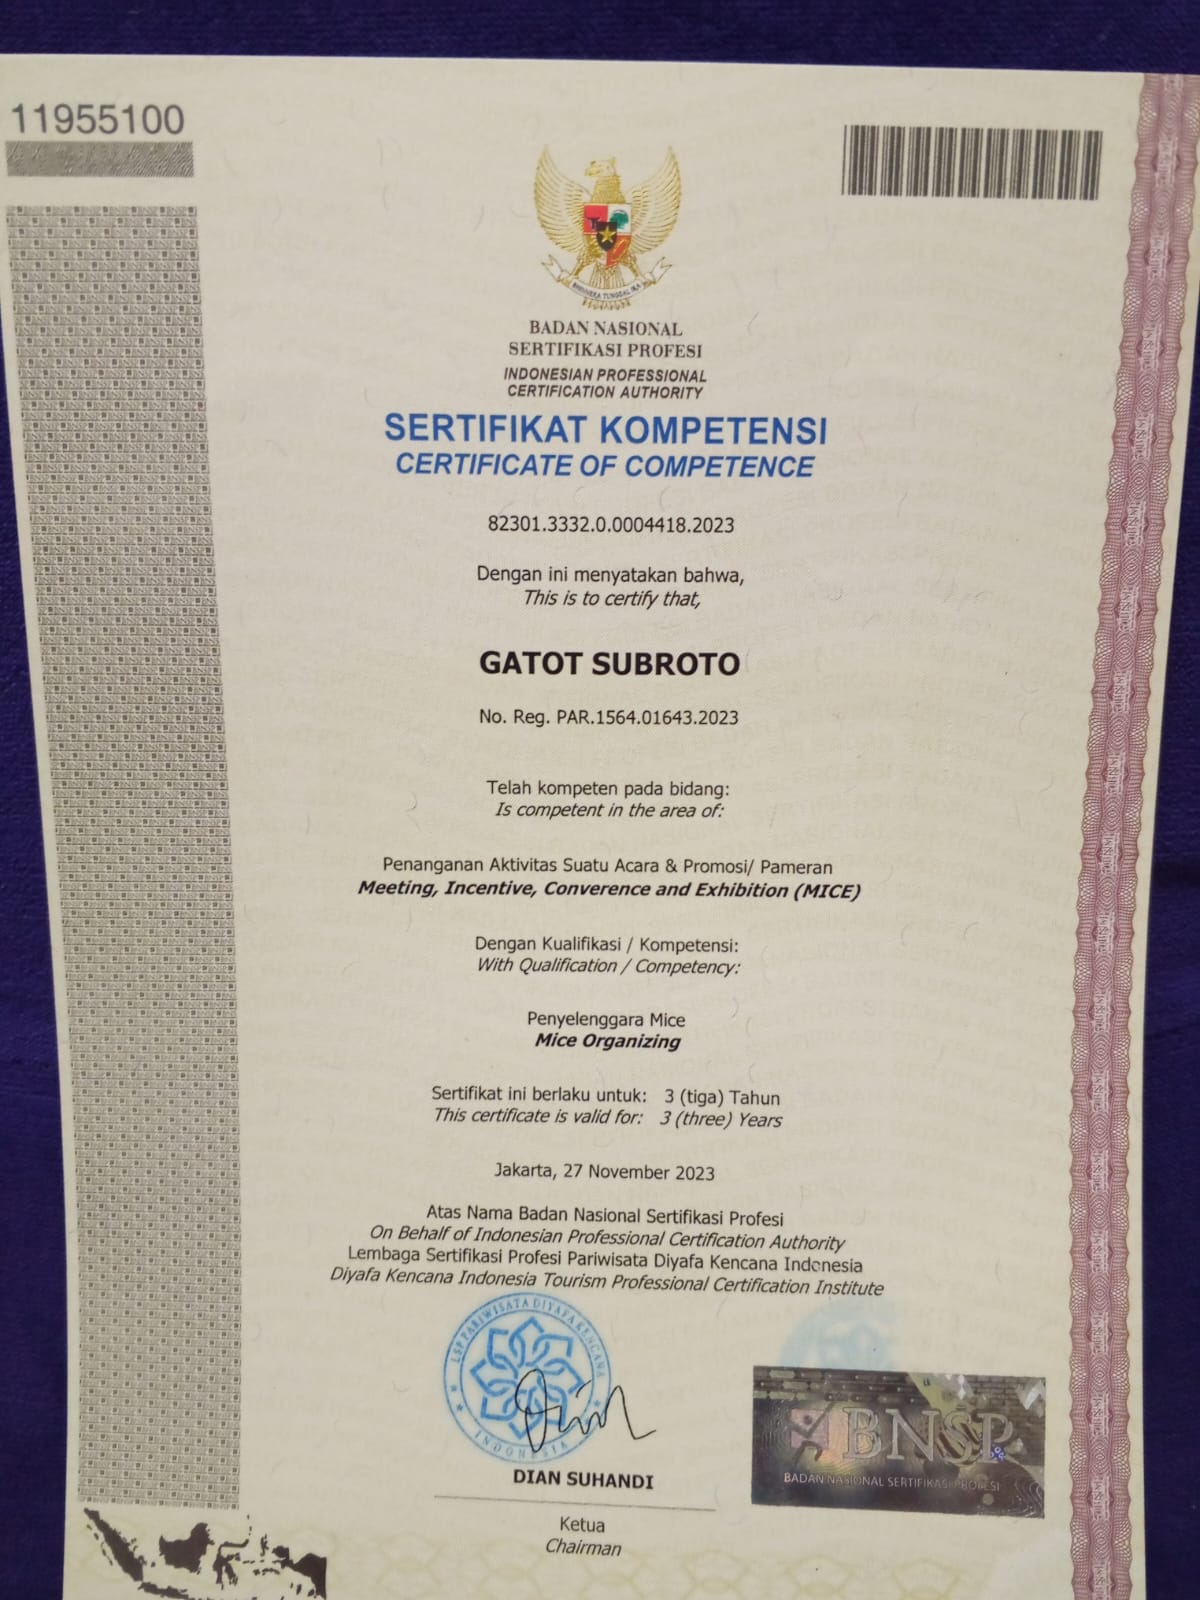 11955100
BHINNEKA TUNGGAL IKA
BADAN NASIONAL
SERTIFIKASI PROFESI
INDONESIAN PROFESSIONAL
CERTIFICATION AUTHORITY
SERTIFIKAT KOMPETENSI
CERTIFICATE OF COMPETENCE
82301.3332.0.0004418.2023
Dengan ini menyatakan bahwa,
This is to certify that,
GATOT SUBROTO
No. Reg. PAR.1564.01643.2023
Telah kompeten pada bidang:
Is competent in the area of:
Penanganan Aktivitas Suatu Acara & Promosi/ Pameran
Meeting, Incentive, Converence and Exhibition (MICE)
Dengan Kualifikasi / Kompetensi:
With Qualification / Competency:
Penyelenggara Mice
Mice Organizing
Sertifikat ini berlaku untuk: 3 (tiga) Tahun
This certificate is valid for: 3 (three) Years
Jakarta, 27 November 2023
Atas Nama Badan Nasional Sertifikasi Profesi
On Behalf of Indonesian Professional Certification Authority
Lembaga Sertifikasi Profesi Pariwisata Diyafa Kencana Indonesia
Diyafa Kencana Indonesia Tourism Professional Certification Institute
LSP PARIWISATA DIYAFA KENCANA
INDONESIA
BNSP
BADAN NASIONAL SERTIFIKASI PROFESI
DIAN SUHANDI
Ketua
Chairman